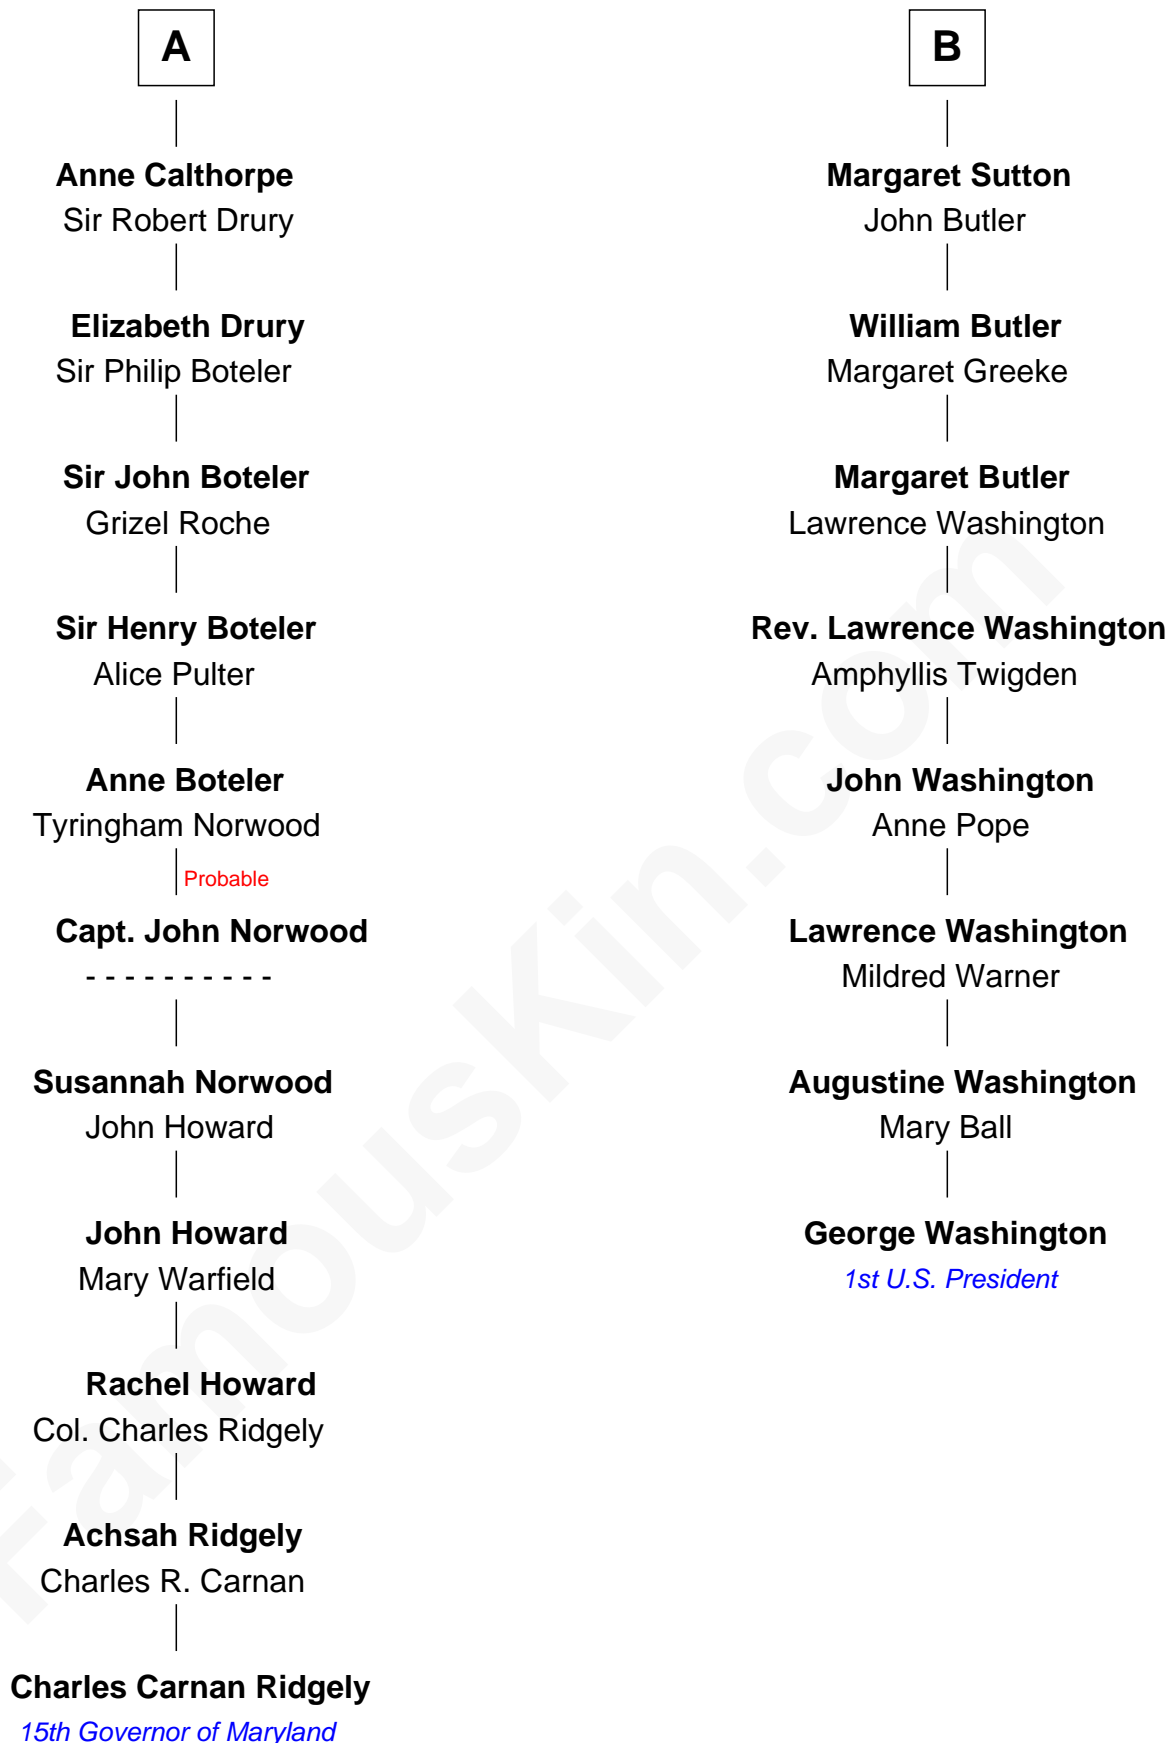 A
Anne Calthorpe
Sir Robert Drury
Elizabeth Drury
Sir Philip Boteler
Sir John Boteler
Grizel Roche
Sir Henry Boteler
Alice Pulter
Anne Boteler
Tyringham Norwood
Probable
Capt. John Norwood
- - - - - - - - - -
Susannah Norwood
John Howard
John Howard
Mary Warfield
Rachel Howard
Col. Charles Ridgely
Achsah Ridgely
Charles R. Carnan
Charles Carnan Ridgely
15th Governor of Maryland
B
Margaret Sutton
John Butler
William Butler
Margaret Greeke
Margaret Butler
Lawrence Washington
Rev. Lawrence Washington
Amphyllis Twigden
John Washington
Anne Pope
Lawrence Washington
Mildred Warner
Augustine Washington
Mary Ball
George Washington
1st U.S. President
FamousKin.com